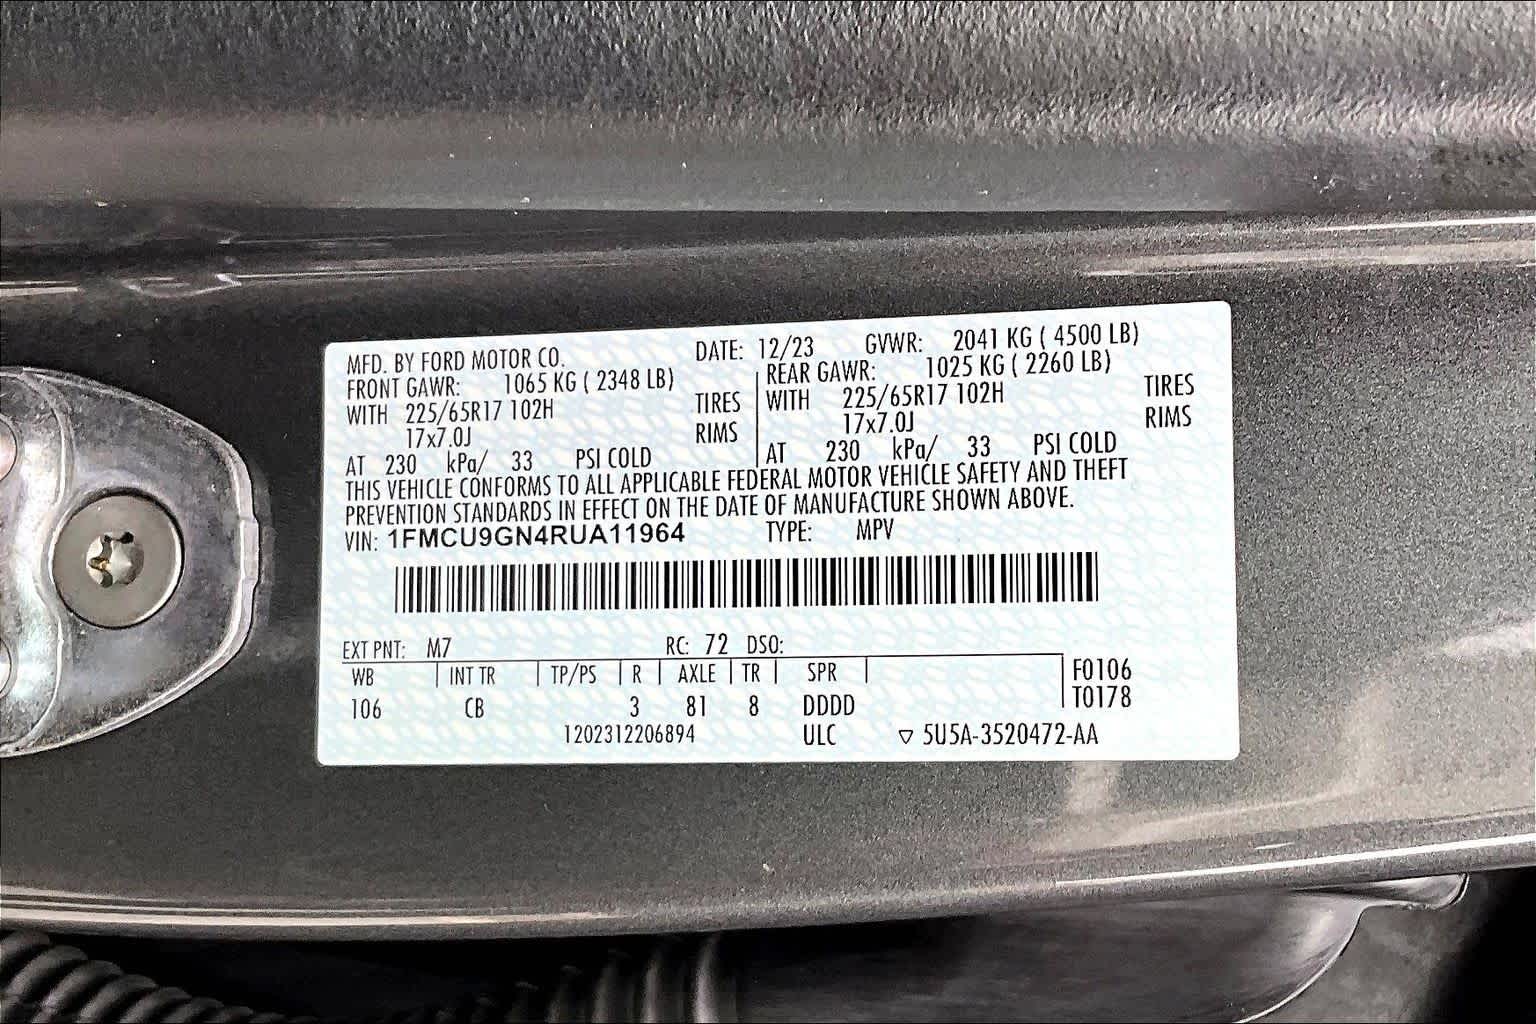 MFD. BY FORD MOTOR CO. DATE: 12/23 GVWR: 2041 KG ( 4500 LB)
FRONT GAWR: 1065 KG ( 2348 LB) REAR GAWR: 1025 KG ( 2260 LB)
WITH 225/65R17 102H TIRES WITH 225/65R17 102H TIRES
17x7.0J RIMS 17x7.0J RIMS
AT 230 kPa/ 33 PSI COLD AT 230 kPa/ 33 PSI COLD
THIS VEHICLE CONFORMS TO ALL APPLICABLE FEDERAL MOTOR VEHICLE SAFETY AND THEFT
PREVENTION STANDARDS IN EFFECT ON THE DATE OF MANUFACTURE SHOWN ABOVE.
VIN: 1FMCU9GN4RUA11964 TYPE: MPV
EXT PNT: M7 RC: 72 DSO:
WB INT TR TP/PS R AXLE TR SPR F0106
106 CB 3 81 8 DDDD T0178
1202312206894 ULC ▽ 5U5A-3520472-AA